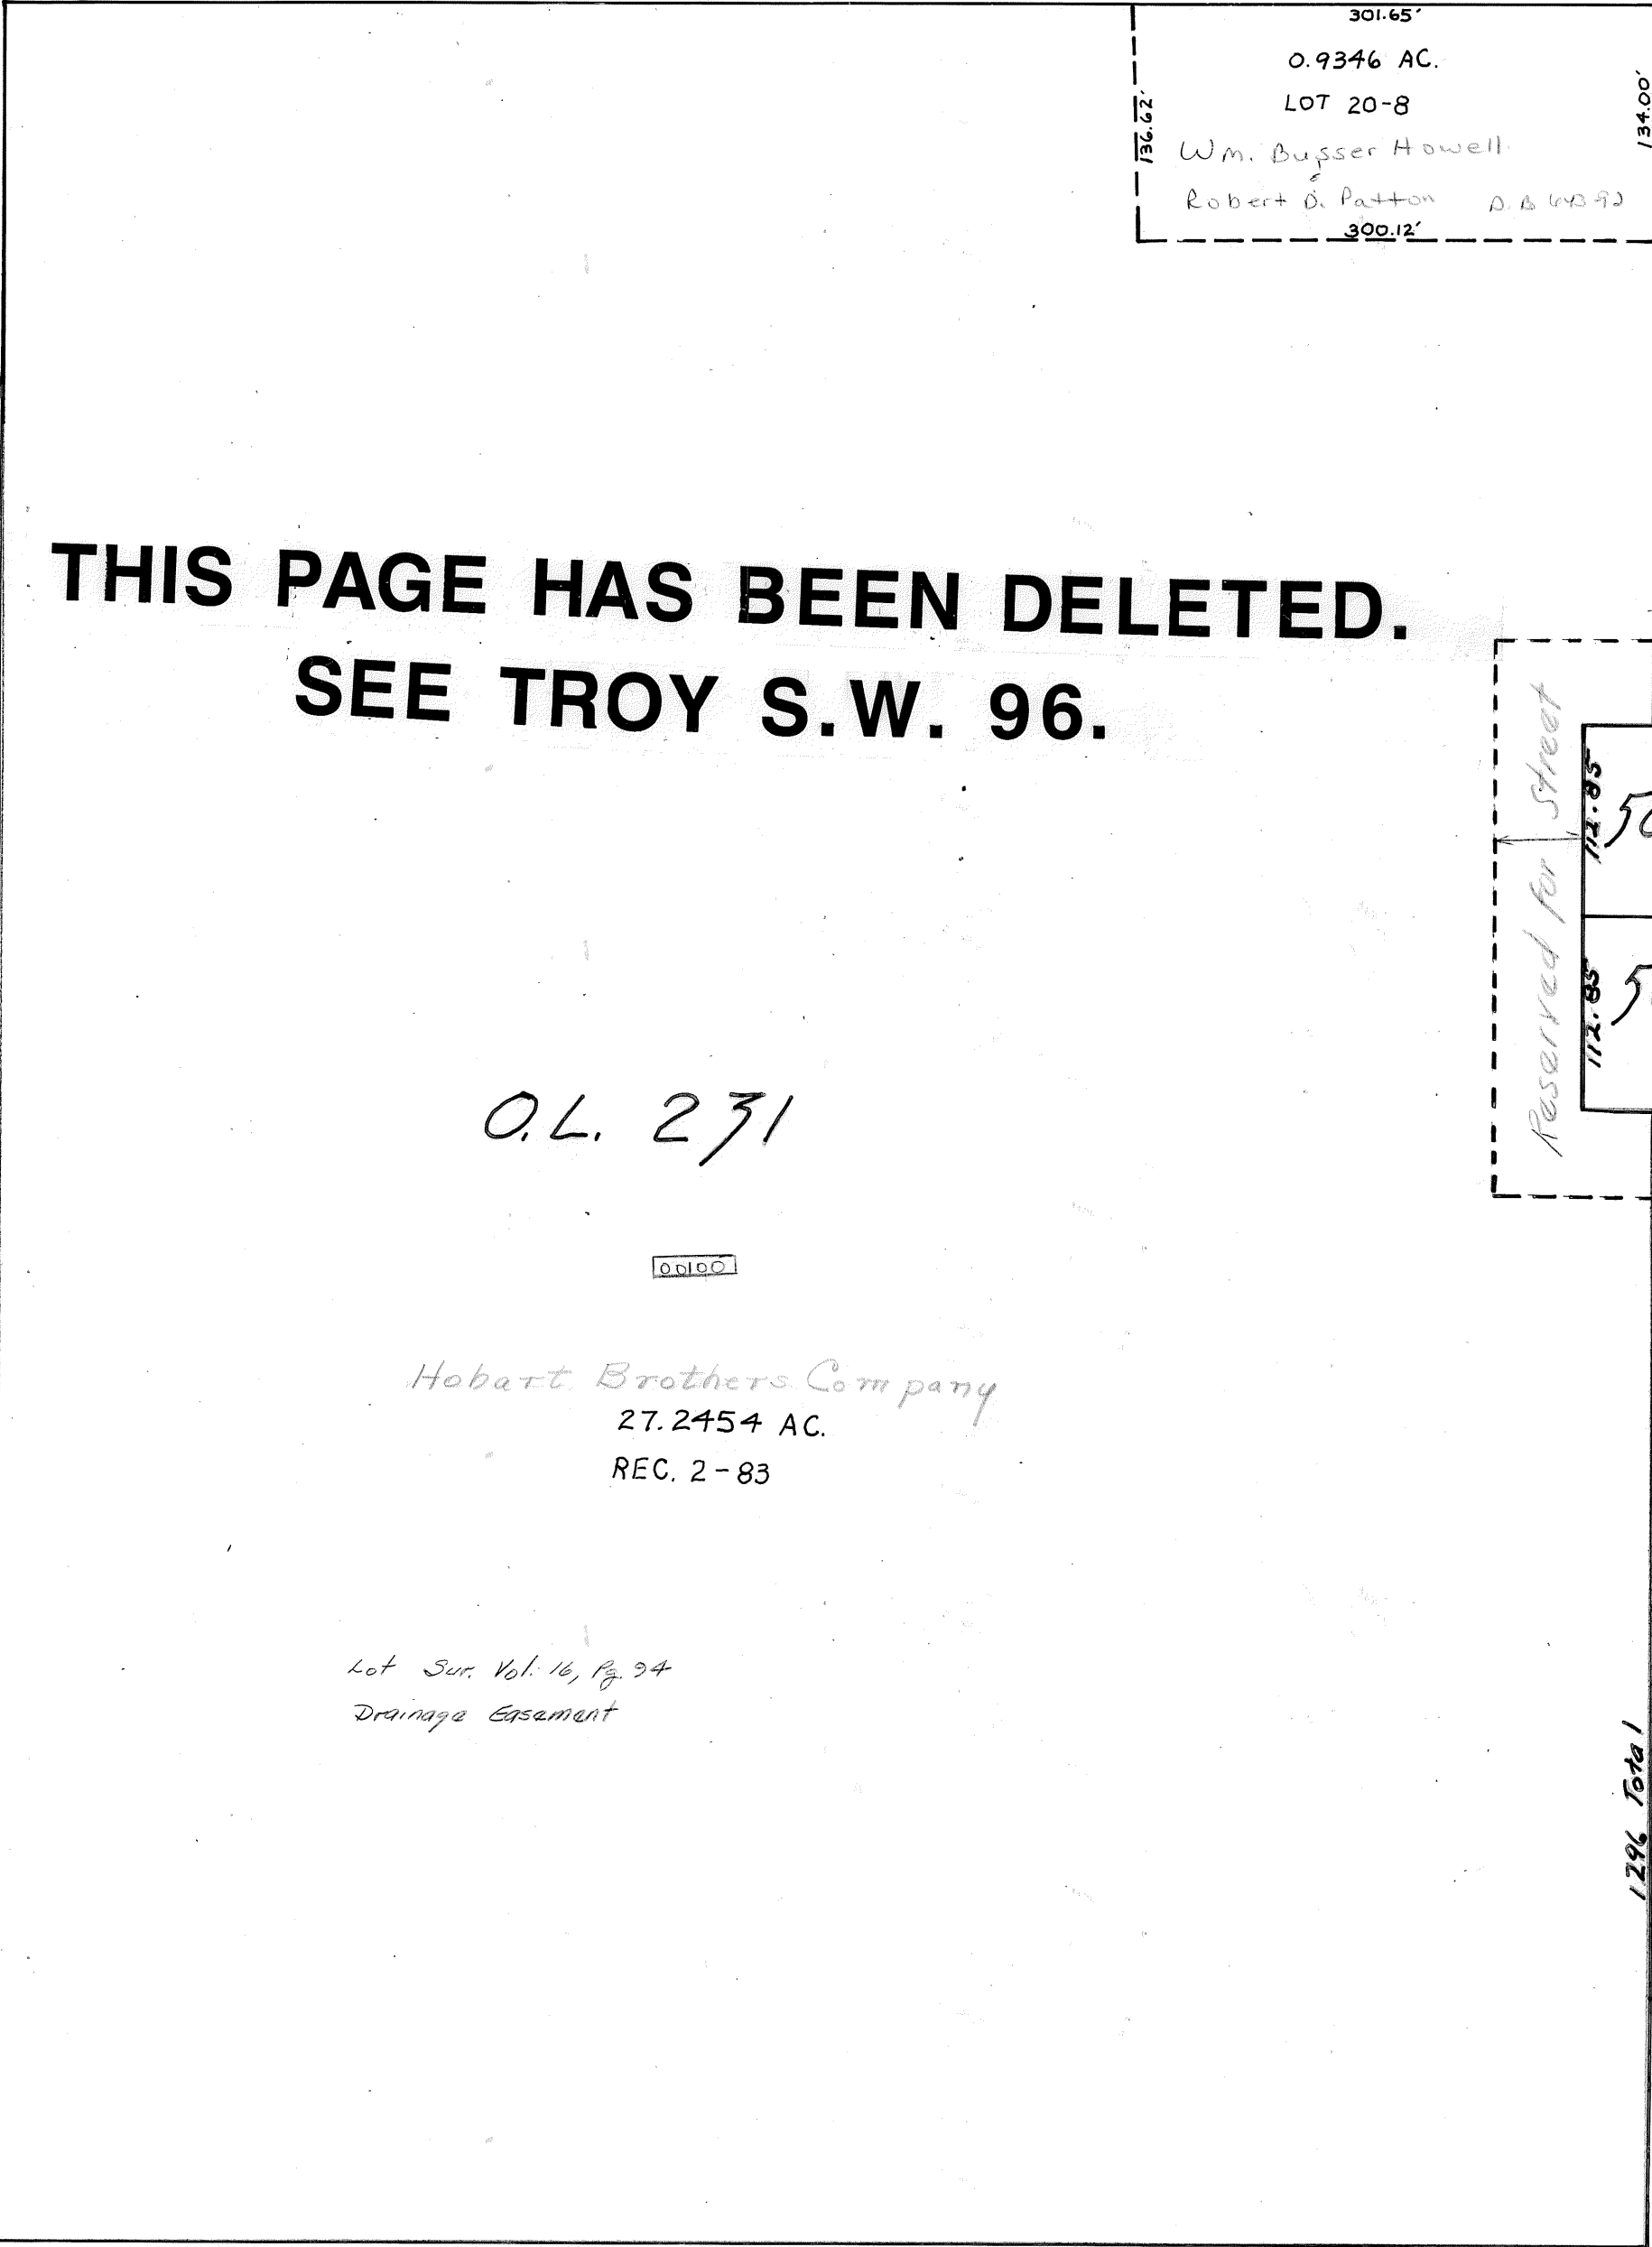 301.65'
0.9346 AC.
LOT 20-8
136.62'
134.00'
Wm. Busser Howell
&
Robert D. Patton D.B 643-92
300.12'
THIS PAGE HAS BEEN DELETED.
SEE TROY S.W. 96.
Reserved for Street
112.85
112.85
O.L. 231
00100
Hobart Brothers Company
27.2454 AC.
REC. 2-83
Lot Sur. Vol. 16, Pg. 94
Drainage Easement
1296 Total